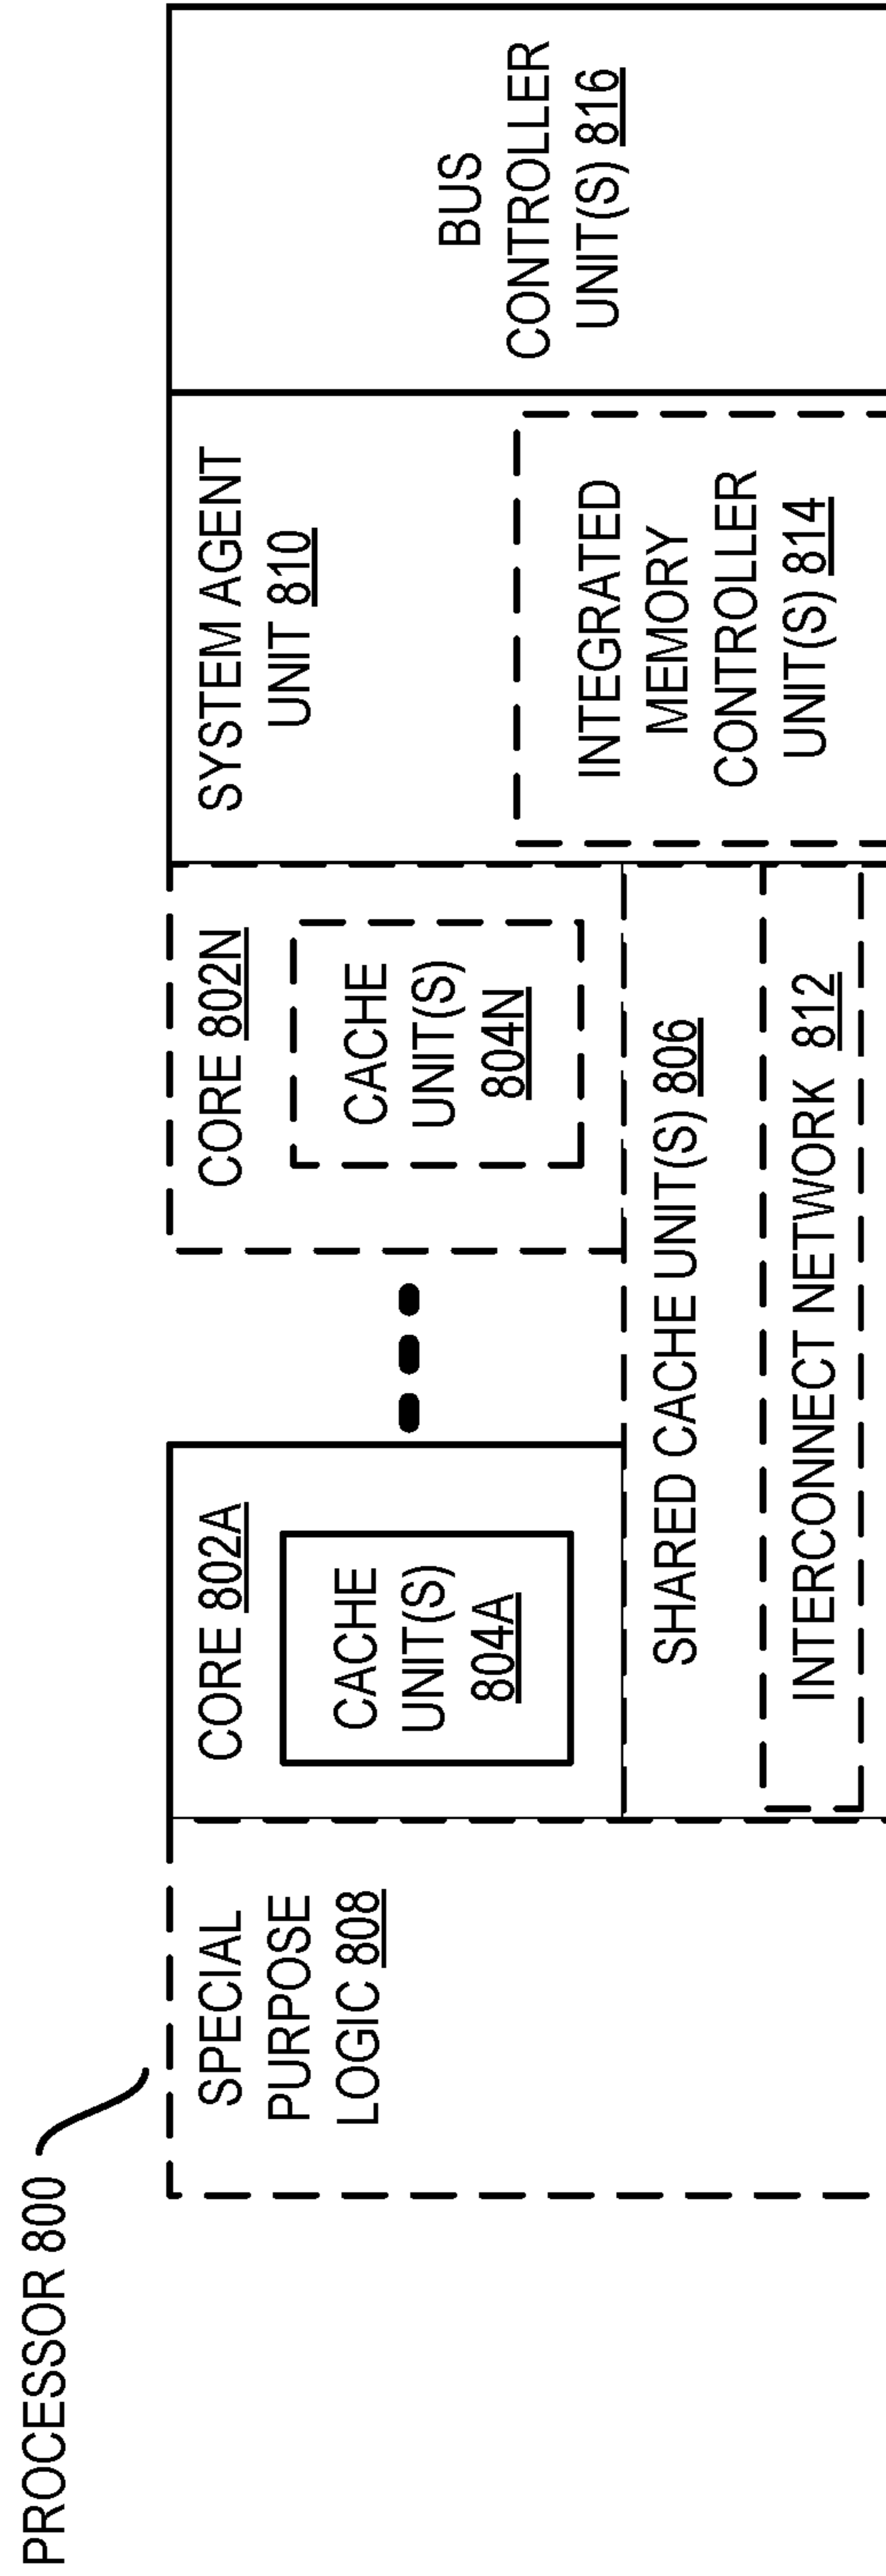 PROCESSOR 800
SPECIAL
PURPOSE
LOGIC 808
CORE 802A
CACHE
UNIT(S)
804A
CORE 802N
CACHE
UNIT(S)
804N
SHARED CACHE UNIT(S) 806
INTERCONNECT NETWORK 812
SYSTEM AGENT
UNIT 810
INTEGRATED
MEMORY
CONTROLLER
UNIT(S) 814
BUS
CONTROLLER
UNIT(S) 816